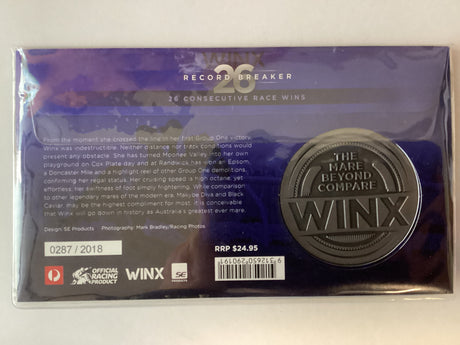 RECORD BREAKER
26
26 CONSECUTIVE RACE WINS
From the moment she crossed the line in her first Group One victory,
Winx was indestructible. Neither distance nor track conditions would
present any obstacle. She has turned Moonee Valley into her own
playground on Cox Plate day and at Randwick has won an Epsom,
a Doncaster Mile and a highlight reel of other Group One demolitions,
confirming her regal status. Her cruising speed is high octane, yet
effortless; her swiftness of foot simply frightening. While comparison
to other legendary mares of the modern era, Makybe Diva and Black
Caviar, may be the highest compliment for most, it is not
conceivable that Winx will go down in history as Australia's greatest ever mare.
Design: SE Products Photography: Mark Bradley/Racing Photos
THE
MARE
BEYOND
COMPARE
WINX
0287 / 2018
RRP $24.95
OFFICIAL
RACING
PRODUCT
WINX
SE
PRODUCTS
9312650290191